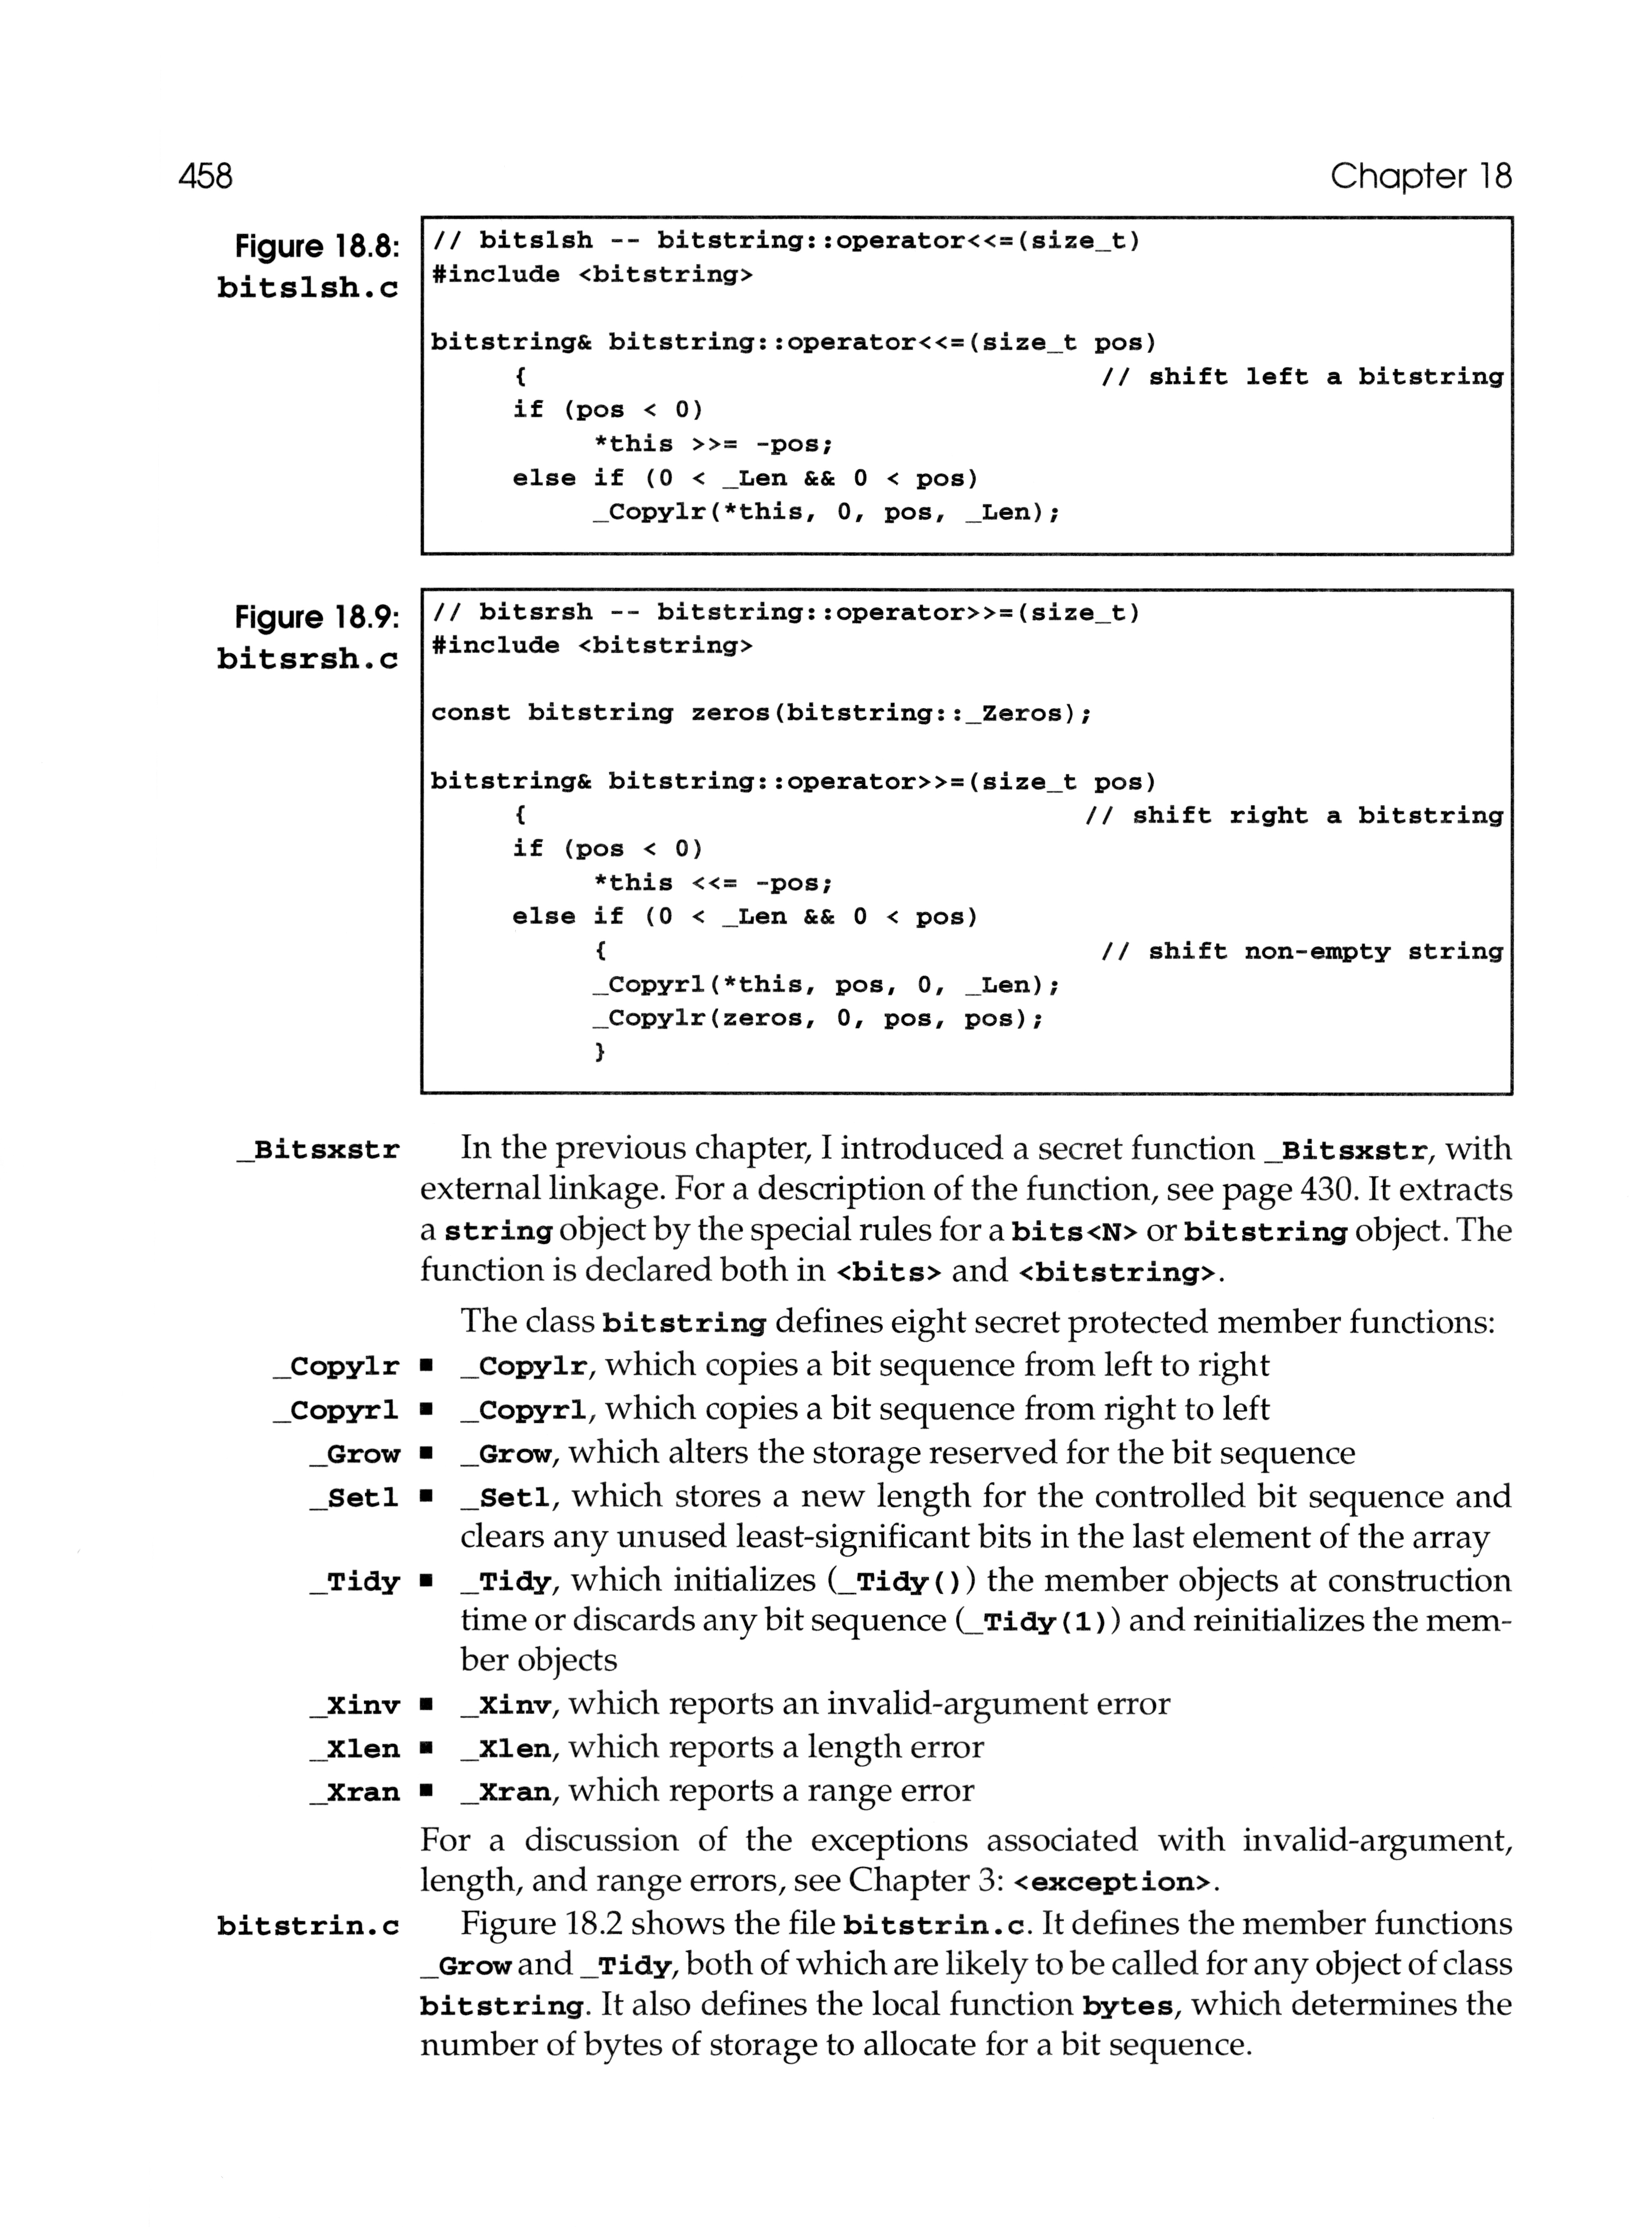 458
Chapter 18
Figure 18.8:
bitslsh.c
// bitslsh -- bitstring::operator<<=(size_t)
#include <bitstring>
bitstring& bitstring::operator<<=(size_t pos)
{ // shift left a bitstring
if (pos < 0)
*this >>= -pos;
else if (0 < _Len && 0 < pos)
_Copylr(*this, 0, pos, _Len);
Figure 18.9:
bitsrsh.c
// bitsrsh -- bitstring::operator>>=(size_t)
#include <bitstring>
const bitstring zeros(bitstring::_Zeros);
bitstring& bitstring::operator>>=(size_t pos)
{ // shift right a bitstring
if (pos < 0)
*this <<= -pos;
else if (0 < _Len && 0 < pos)
{ // shift non-empty string
_Copyrl(*this, pos, 0, _Len);
_Copylr(zeros, 0, pos, pos);
}
_Bitsxstr In the previous chapter, I introduced a secret function _Bitsxstr, with
external linkage. For a description of the function, see page 430. It extracts
a string object by the special rules for a bits<N> or bitstring object. The
function is declared both in <bits> and <bitstring>.
The class bitstring defines eight secret protected member functions:
_Copylr ■ _Copylr, which copies a bit sequence from left to right
_Copyrl ■ _Copyrl, which copies a bit sequence from right to left
_Grow ■ _Grow, which alters the storage reserved for the bit sequence
_Setl ■ _Setl, which stores a new length for the controlled bit sequence and
clears any unused least-significant bits in the last element of the array
_Tidy ■ _Tidy, which initializes (_Tidy()) the member objects at construction
time or discards any bit sequence (_Tidy(1)) and reinitializes the mem-
ber objects
_Xinv ■ _Xinv, which reports an invalid-argument error
_Xlen ■ _Xlen, which reports a length error
_Xran ■ _Xran, which reports a range error
For a discussion of the exceptions associated with invalid-argument,
length, and range errors, see Chapter 3: <exception>.
bitstrin.c Figure 18.2 shows the file bitstrin.c. It defines the member functions
_Grow and _Tidy, both of which are likely to be called for any object of class
bitstring. It also defines the local function bytes, which determines the
number of bytes of storage to allocate for a bit sequence.